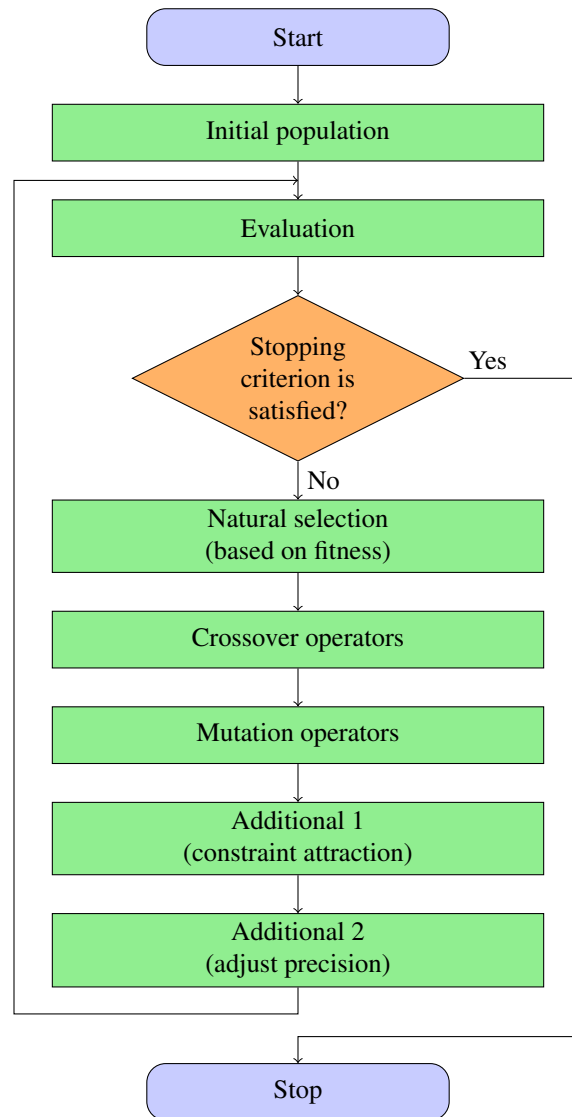 Start
Initial population
Evaluation
Stopping
criterion is
satisfied?
Yes
No
Natural selection
(based on fitness)
Crossover operators
Mutation operators
Additional 1
(constraint attraction)
Additional 2
(adjust precision)
Stop